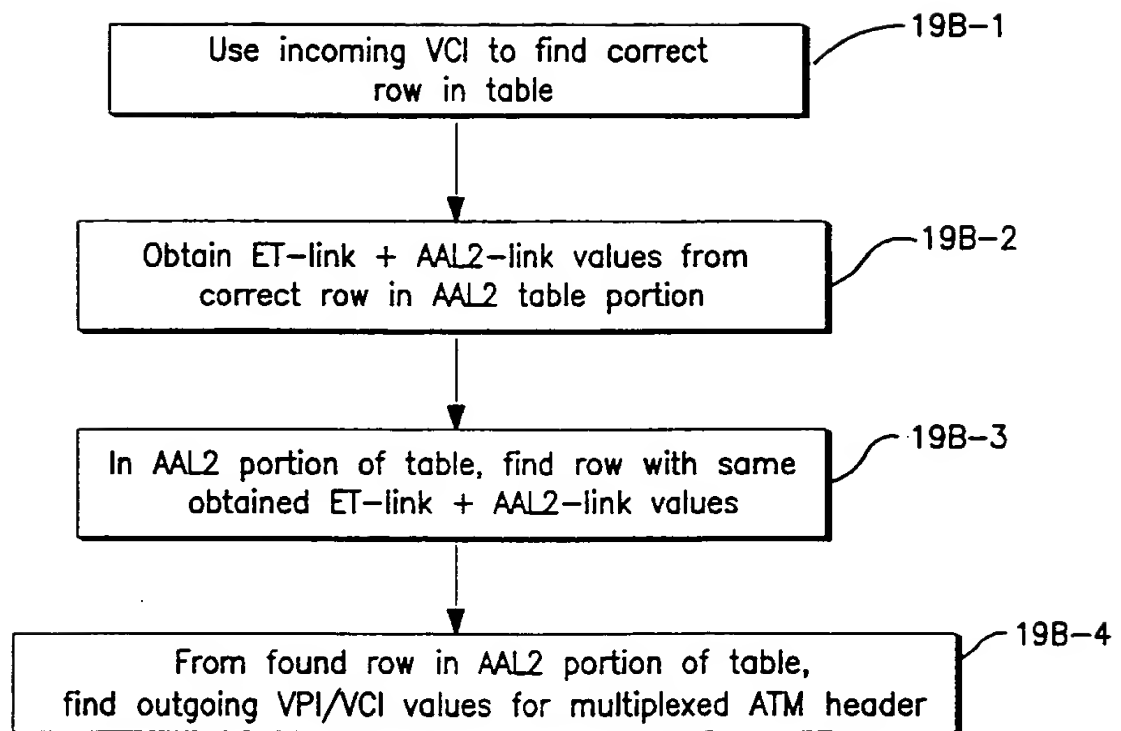 Use incoming VCI to find correct
row in table
19B-1
Obtain ET-link + AAL2-link values from
correct row in AAL2 table portion
19B-2
In AAL2 portion of table, find row with same
obtained ET-link + AAL2-link values
19B-3
From found row in AAL2 portion of table,
find outgoing VPI/VCI values for multiplexed ATM header
19B-4